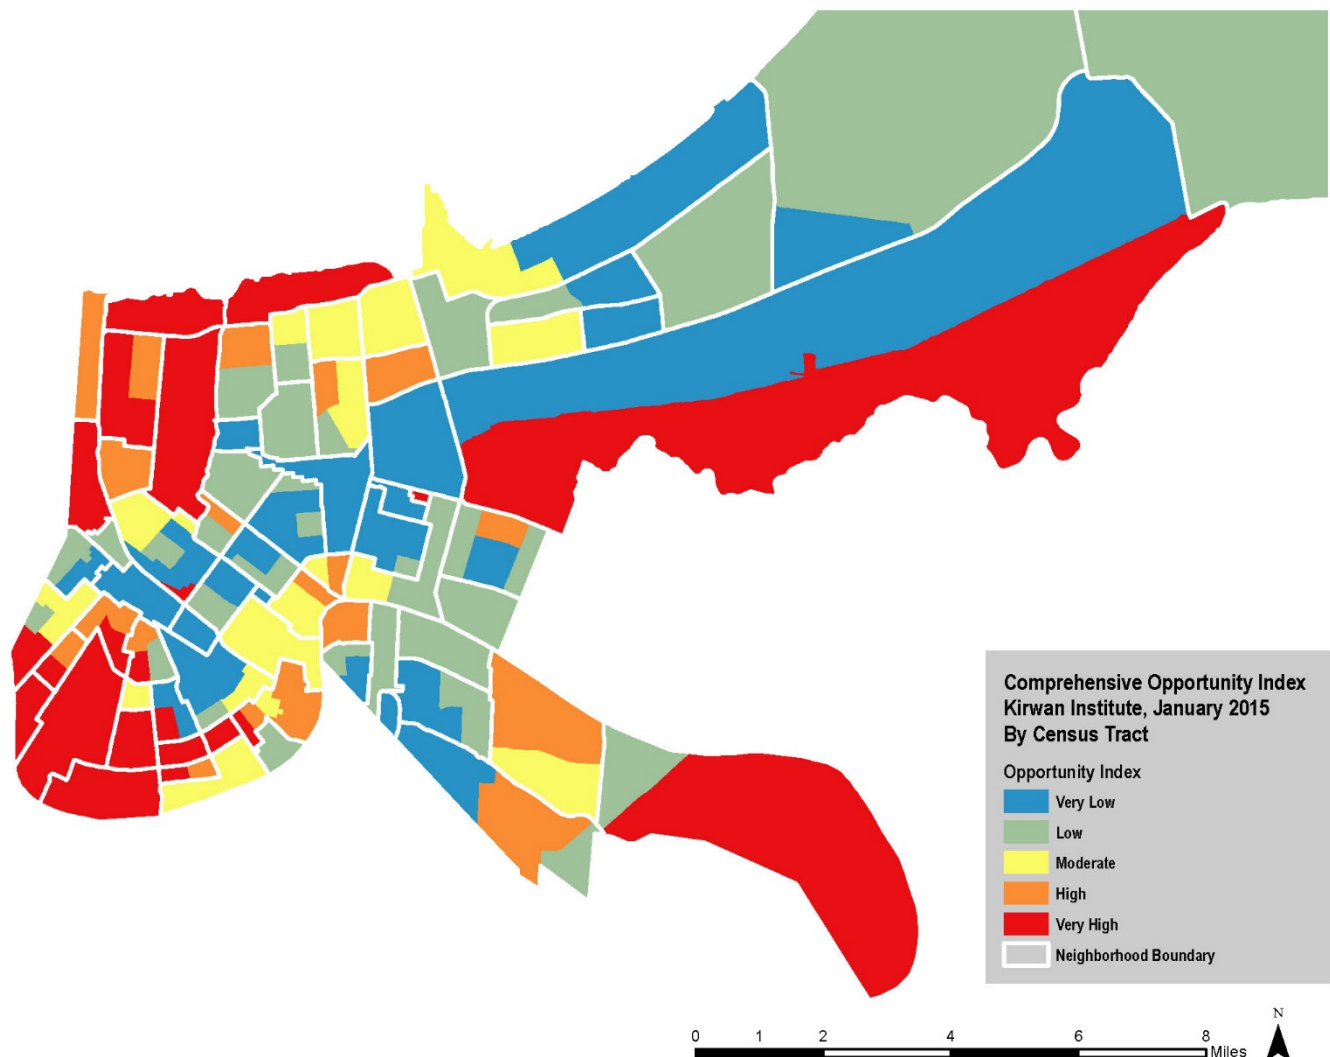 Comprehensive Opportunity Index
Kirwan Institute, January 2015
By Census Tract
Opportunity Index
Very Low
Low
Moderate
High
Very High
Neighborhood Boundary
N
0 1 2 4 6 8
Miles